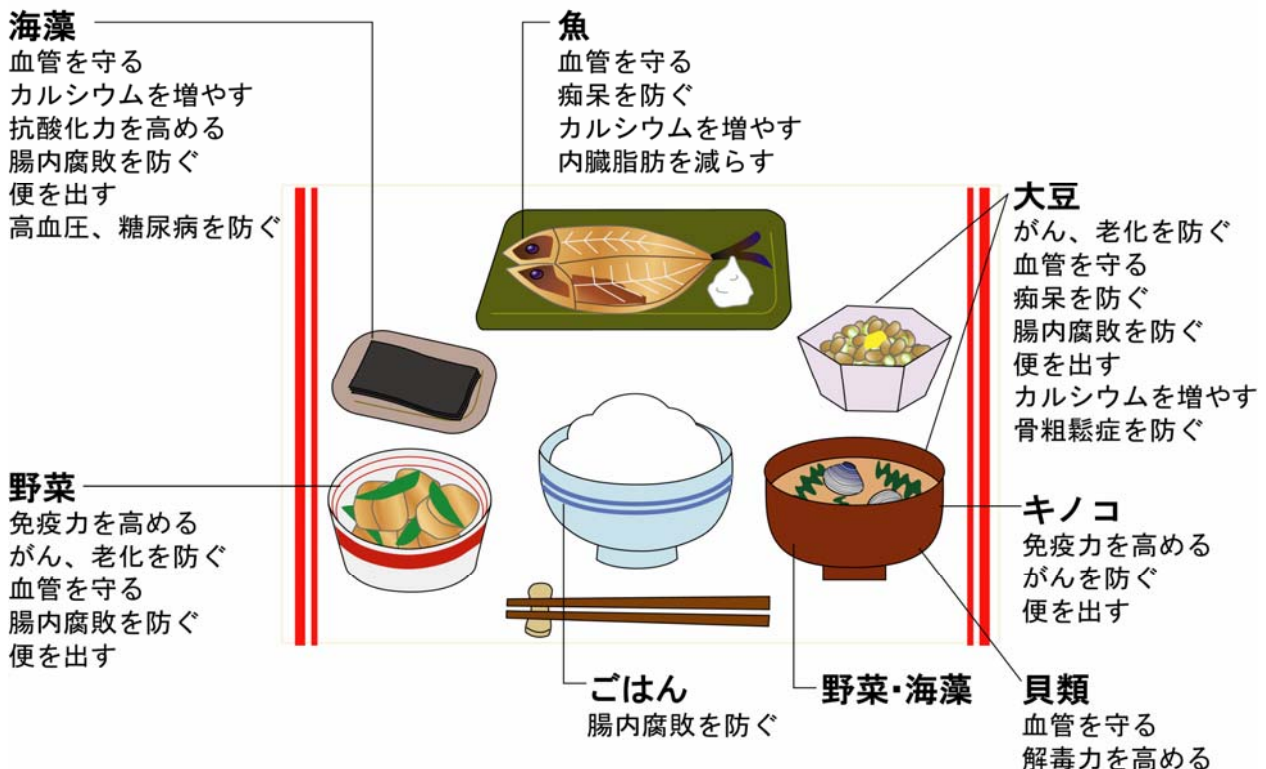 海藻
血管を守る
カルシウムを増やす
抗酸化力を高める
腸内腐敗を防ぐ
便を出す
高血圧、糖尿病を防ぐ
魚
血管を守る
痴呆を防ぐ
カルシウムを増やす
内臓脂肪を減らす
大豆
がん、老化を防ぐ
血管を守る
痴呆を防ぐ
腸内腐敗を防ぐ
便を出す
カルシウムを増やす
骨粗鬆症を防ぐ
野菜
免疫力を高める
がん、老化を防ぐ
血管を守る
腸内腐敗を防ぐ
便を出す
キノコ
免疫力を高める
がんを防ぐ
便を出す
ごはん
腸内腐敗を防ぐ
野菜・海藻
貝類
血管を守る
解毒力を高める